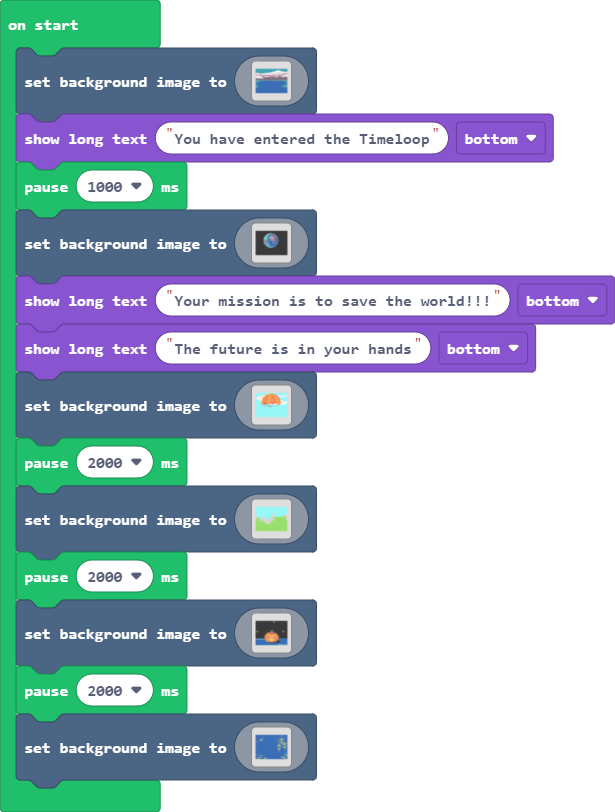 on start
set background image to
show long text "You have entered the Timeloop" bottom
pause 1000 ms
set background image to
show long text "Your mission is to save the world!!!" bottom
show long text "The future is in your hands" bottom
set background image to
pause 2000 ms
set background image to
pause 2000 ms
set background image to
pause 2000 ms
set background image to